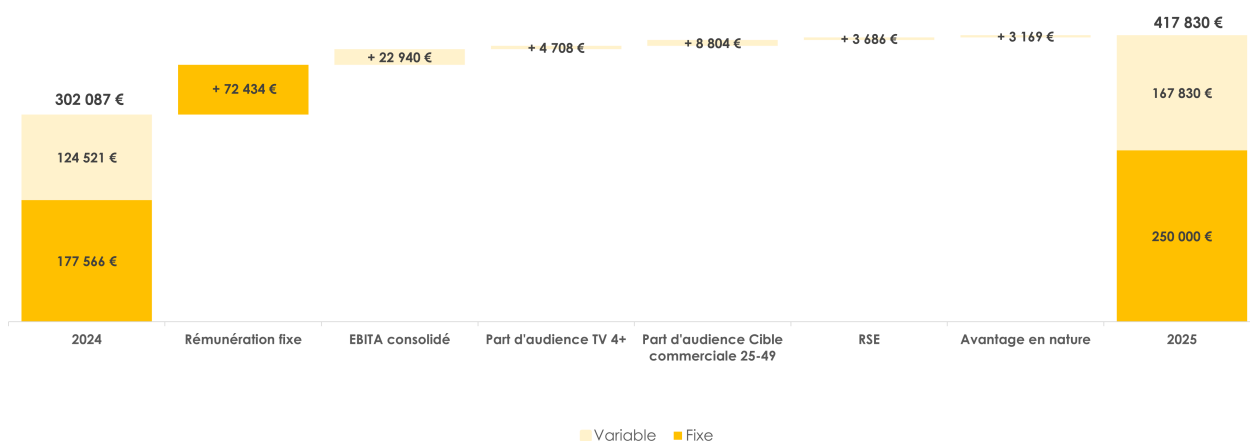 417 830 €
+ 22 940 €
+ 4 708 €
+ 8 804 €
+ 3 686 €
+ 3 169 €
+ 72 434 €
167 830 €
302 087 €
124 521 €
250 000 €
177 566 €
2024
Rémunération fixe
EBITA consolidé
Part d'audience TV 4+
Part d'audience Cible
commerciale 25-49
RSE
Avantage en nature
2025
Variable
Fixe